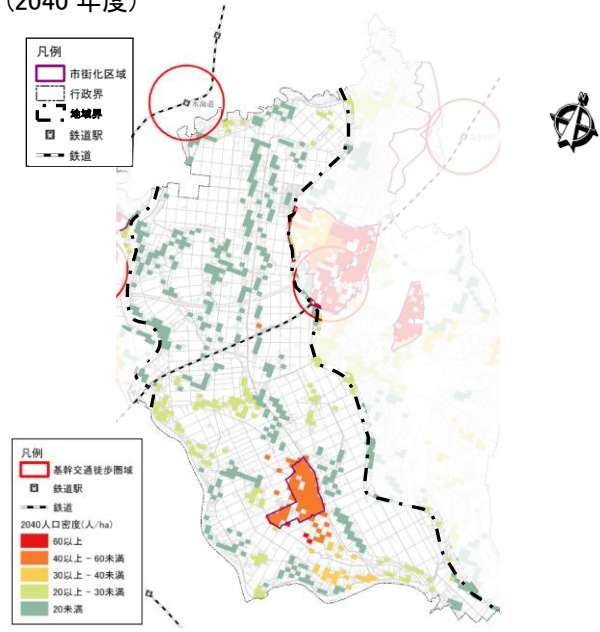 (2040 年度)
凡例
市街化区域
行政界
地域界
鉄道駅
鉄道
水海道
凡例
基幹交通徒歩圏域
鉄道駅
鉄道
2040人口密度(人/ha)
60以上
40以上 - 60未満
30以上 - 40未満
20以上 - 30未満
20未満